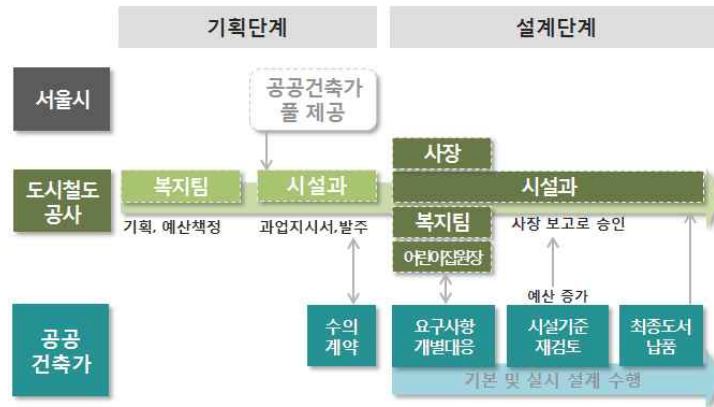 기획단계
설계단계
서울시
공공건축가
풀 제공
도시철도
공사
복지팀
시설과
사장
시설과
기획, 예산책정
과업지시서,발주
복지팀
사장 보고로 승인
어린이집원장
예산 증가
공공
건축가
수의
계약
요구사항
개별대응
시설기준
재검토
최종도서
납품
기본 및 실시 설계 수행